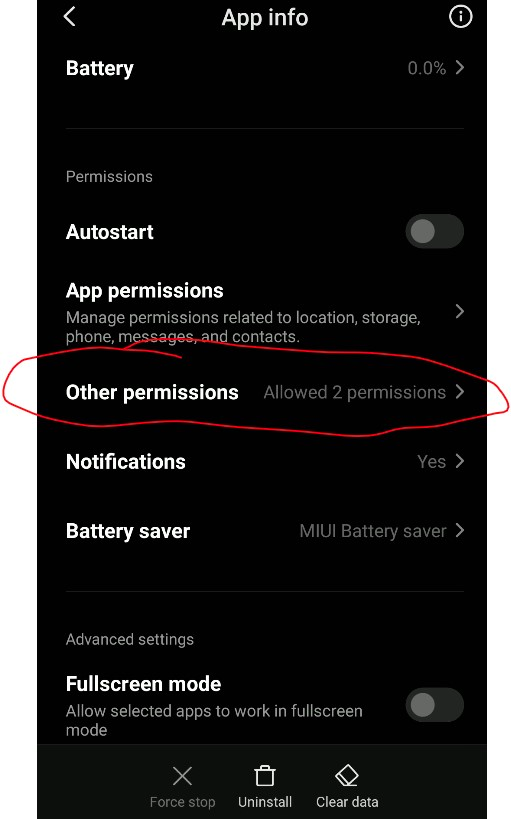 App info
Battery 0.0%
Permissions
Autostart
App permissions
Manage permissions related to location, storage,
phone, messages, and contacts.
Other permissions Allowed 2 permissions
Notifications Yes
Battery saver MIUI Battery saver
Advanced settings
Fullscreen mode
Allow selected apps to work in fullscreen
mode
Force stop Uninstall Clear data